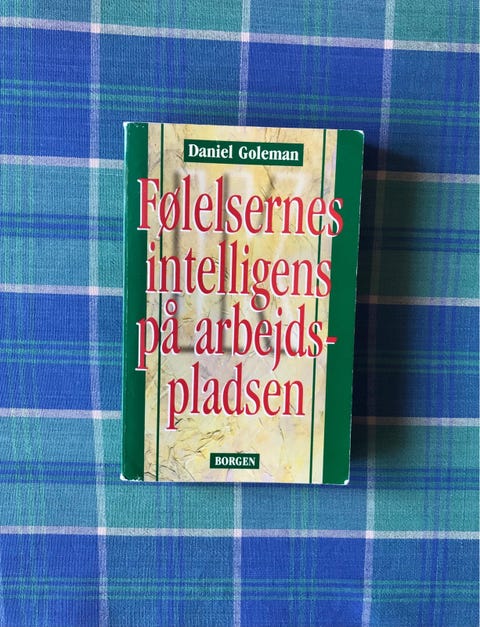 Daniel Goleman
Følelsernes
intelligens
på arbejds-
pladsen
BORGEN